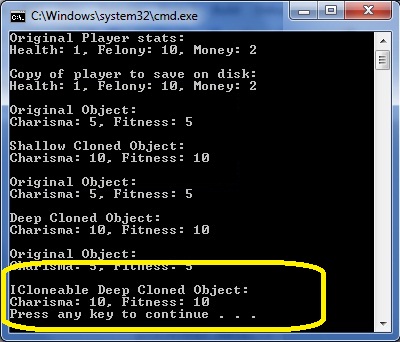 C:\Windows\system32\cmd.exe
Original Player stats:
Health: 1, Felony: 10, Money: 2
Copy of player to save on disk:
Health: 1, Felony: 10, Money: 2
Original Object:
Charisma: 5, Fitness: 5
Shallow Cloned Object:
Charisma: 10, Fitness: 10
Original Object:
Charisma: 5, Fitness: 5
Deep Cloned Object:
Charisma: 10, Fitness: 10
Original Object:
Charisma: 5, Fitness: 5
ICloneable Deep Cloned Object:
Charisma: 10, Fitness: 10
Press any key to continue . . .